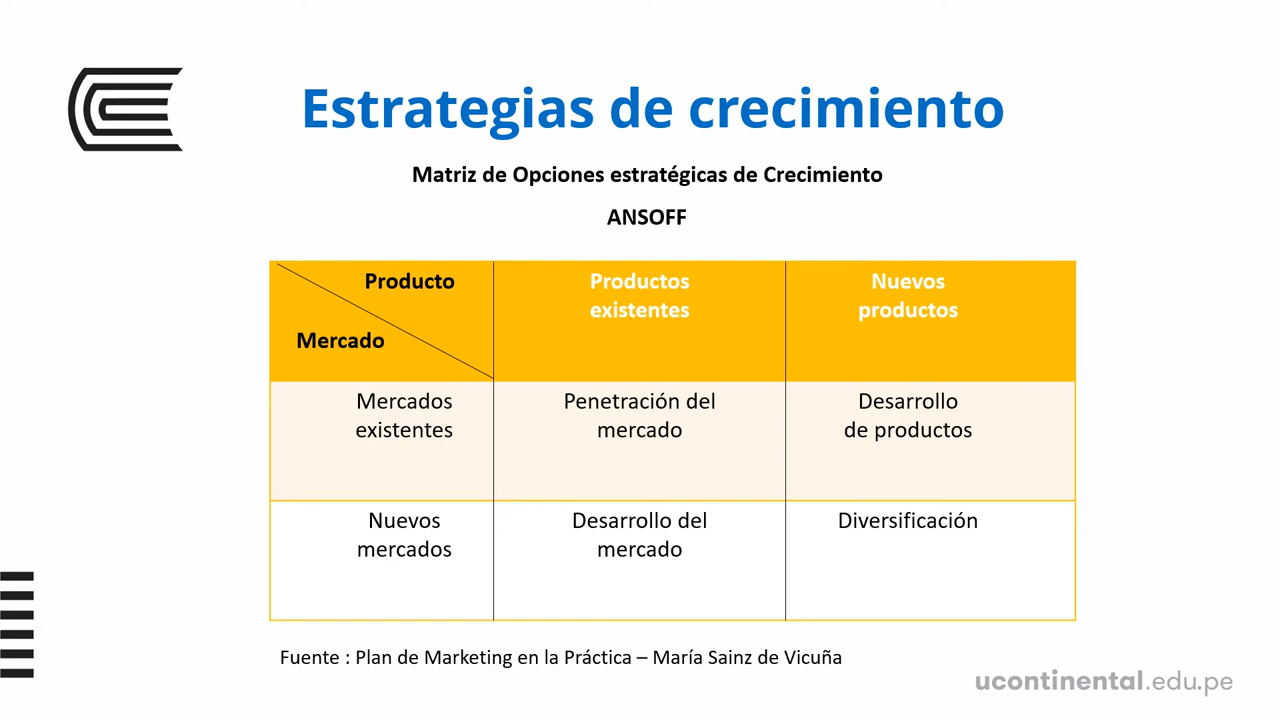 Estrategias de crecimiento
Matriz de Opciones estratégicas de Crecimiento
ANSOFF
Producto
Mercado
Productos
existentes
Nuevos
productos
Mercados
existentes
Penetración del
mercado
Desarrollo
de productos
Nuevos
mercados
Desarrollo del
mercado
Diversificación
Fuente : Plan de Marketing en la Práctica – María Sainz de Vicuña
ucontinental.edu.pe